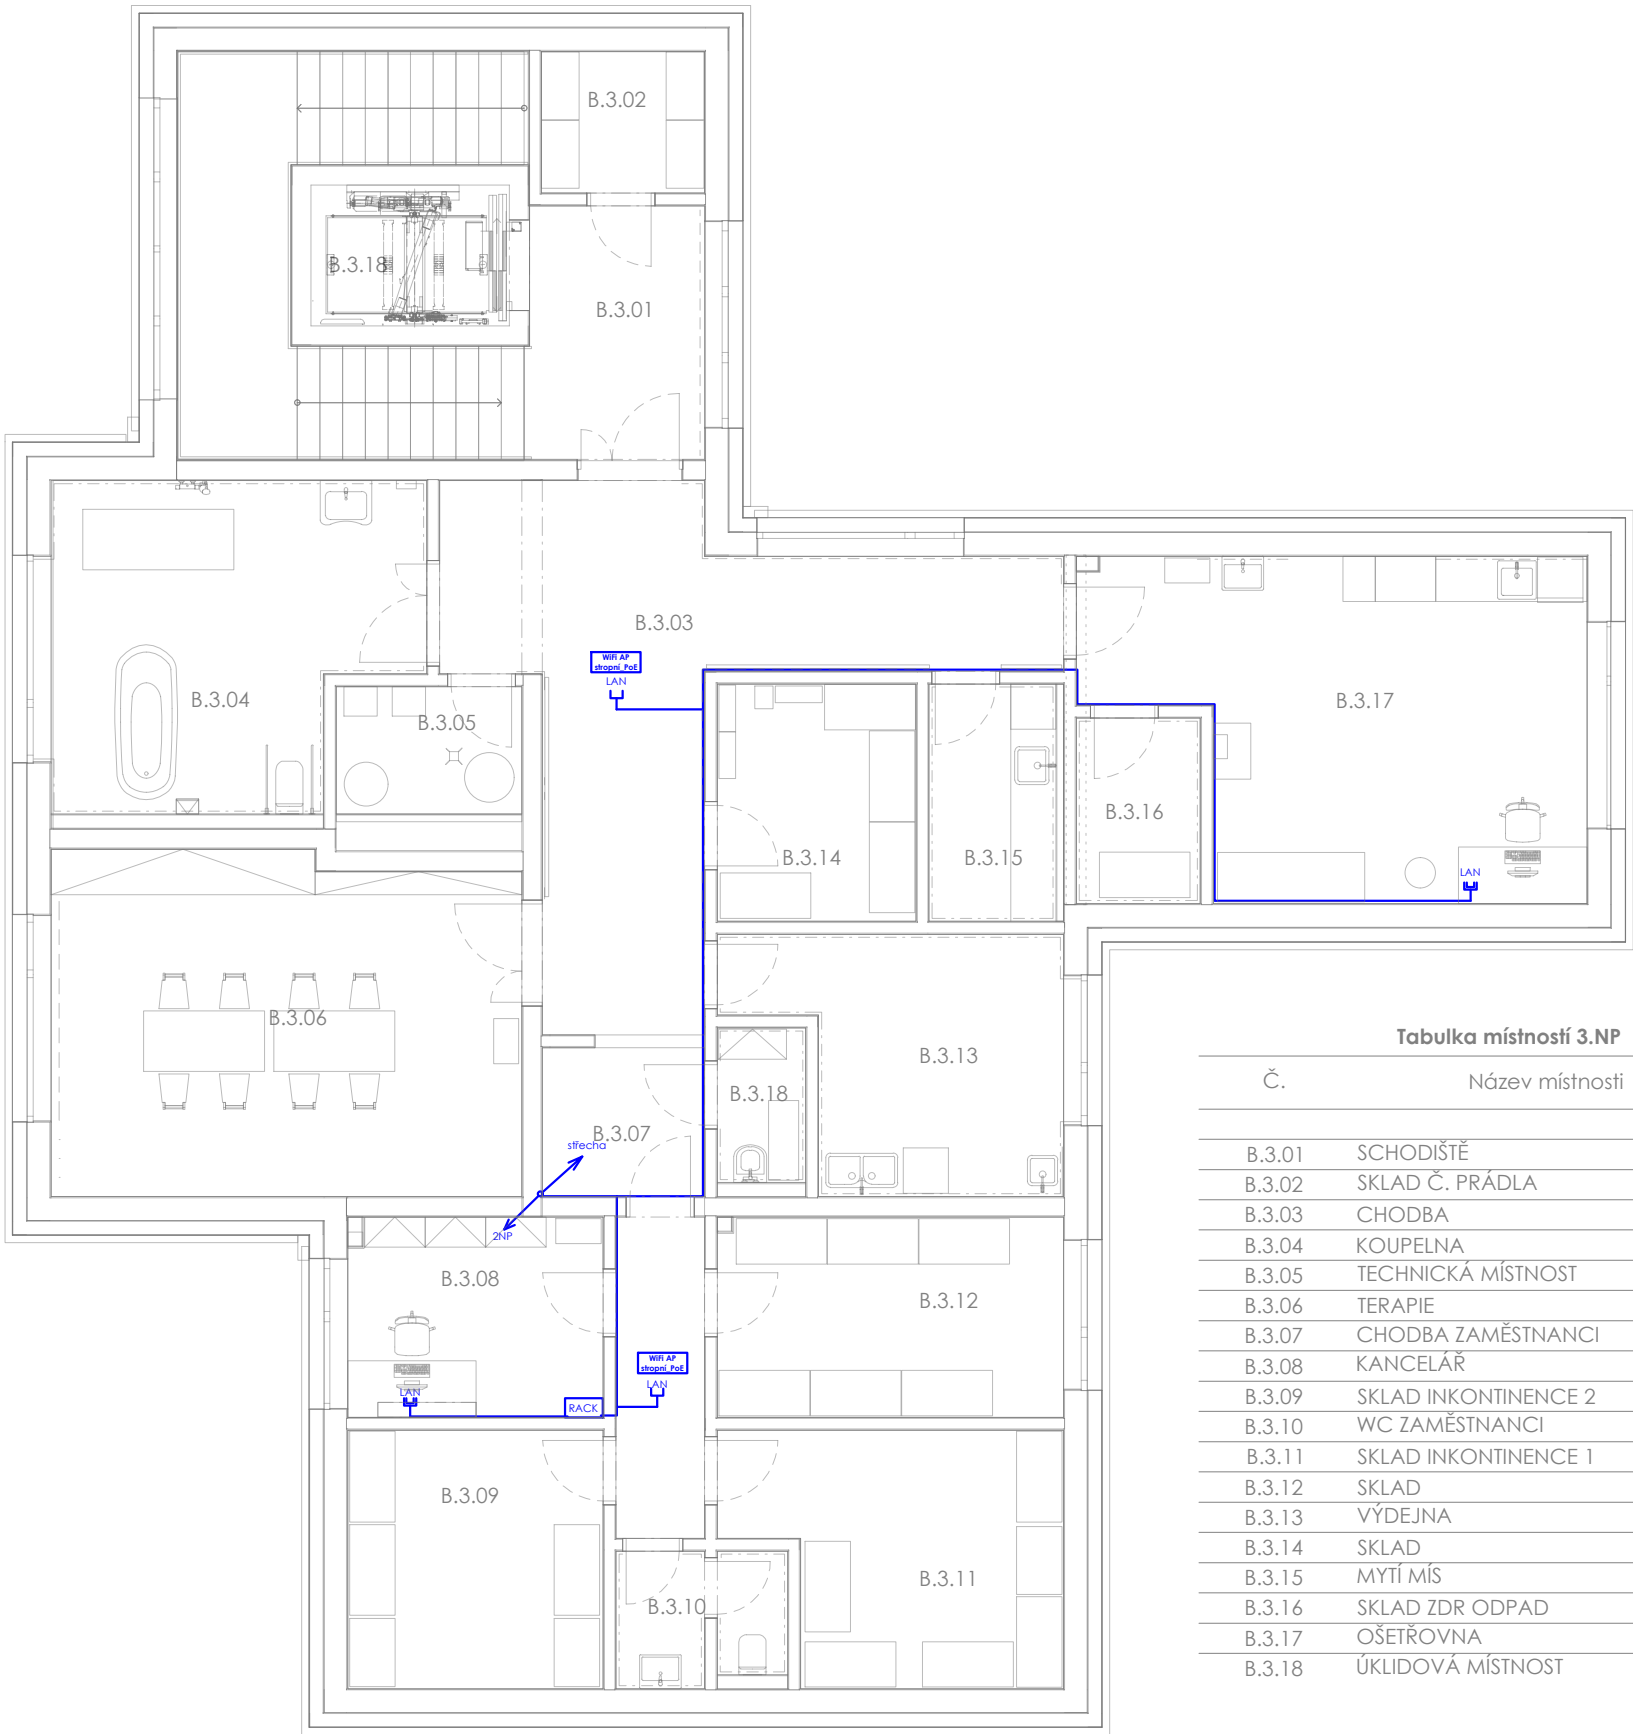 B.3.02
B.3.18
B.3.01
B.3.03
WiFi AP
stropní_PoE
LAN
B.3.04
B.3.05
B.3.17
B.3.14
B.3.15
B.3.16
LAN
B.3.06
B.3.13
B.3.18
B.3.07
střecha
2NP
B.3.08
B.3.12
WiFi AP
stropní_PoE
LAN
LAN
RACK
B.3.09
B.3.11
B.3.10
Tabulka místností 3.NP
Č. Název místnosti
B.3.01 SCHODIŠTĚ
B.3.02 SKLAD Č. PRÁDLA
B.3.03 CHODBA
B.3.04 KOUPELNA
B.3.05 TECHNICKÁ MÍSTNOST
B.3.06 TERAPIE
B.3.07 CHODBA ZAMĚSTNANCI
B.3.08 KANCELÁŘ
B.3.09 SKLAD INKONTINENCE 2
B.3.10 WC ZAMĚSTNANCI
B.3.11 SKLAD INKONTINENCE 1
B.3.12 SKLAD
B.3.13 VÝDEJNA
B.3.14 SKLAD
B.3.15 MYTÍ MÍS
B.3.16 SKLAD ZDR ODPAD
B.3.17 OŠETŘOVNA
B.3.18 ÚKLIDOVÁ MÍSTNOST